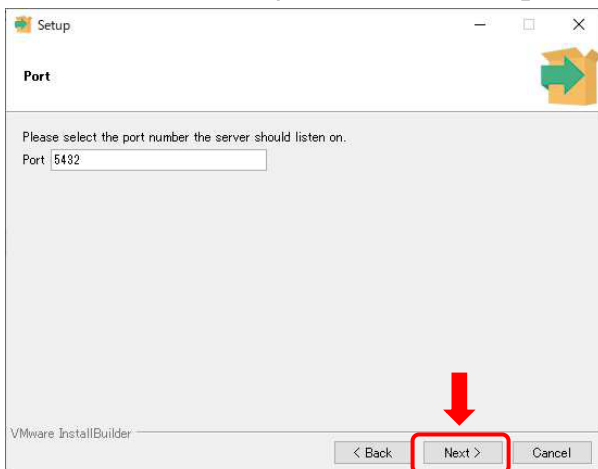 Setup
Port
Please select the port number the server should listen on.
Port 5432
VMware InstallBuilder
< Back Next > Cancel